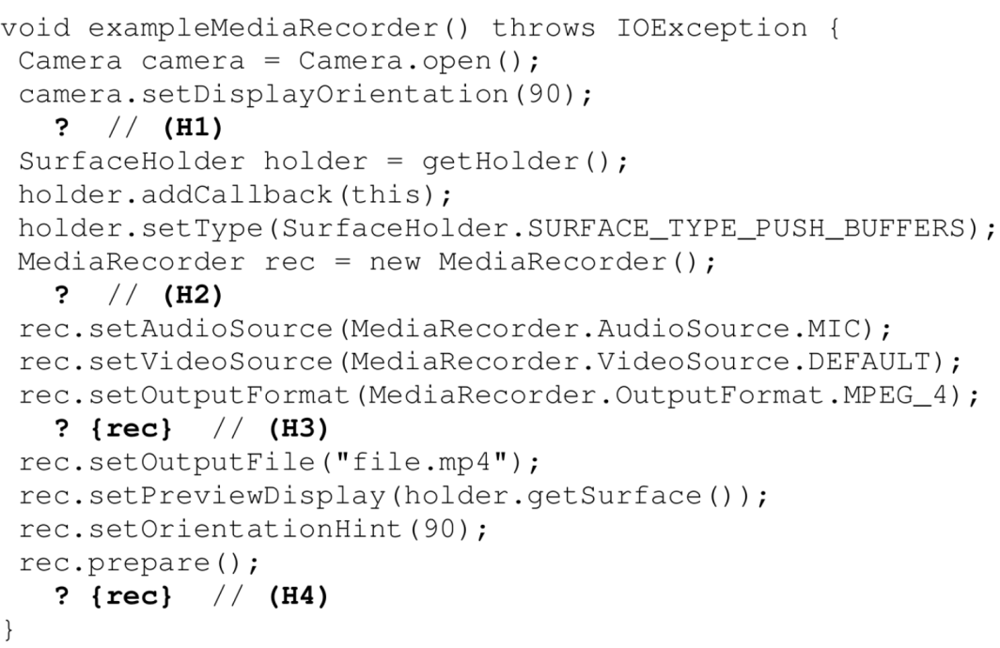 void exampleMediaRecorder() throws IOException {
Camera camera = Camera.open();
camera.setDisplayOrientation(90);
? // (H1)
SurfaceHolder holder = getHolder();
holder.addCallback(this);
holder.setType(SurfaceHolder.SURFACE_TYPE_PUSH_BUFFERS);
MediaRecorder rec = new MediaRecorder();
? // (H2)
rec.setAudioSource(MediaRecorder.AudioSource.MIC);
rec.setVideoSource(MediaRecorder.VideoSource.DEFAULT);
rec.setOutputFormat(MediaRecorder.OutputFormat.MPEG_4);
? {rec} // (H3)
rec.setOutputFile("file.mp4");
rec.setPreviewDisplay(holder.getSurface());
rec.setOrientationHint(90);
rec.prepare();
? {rec} // (H4)
}